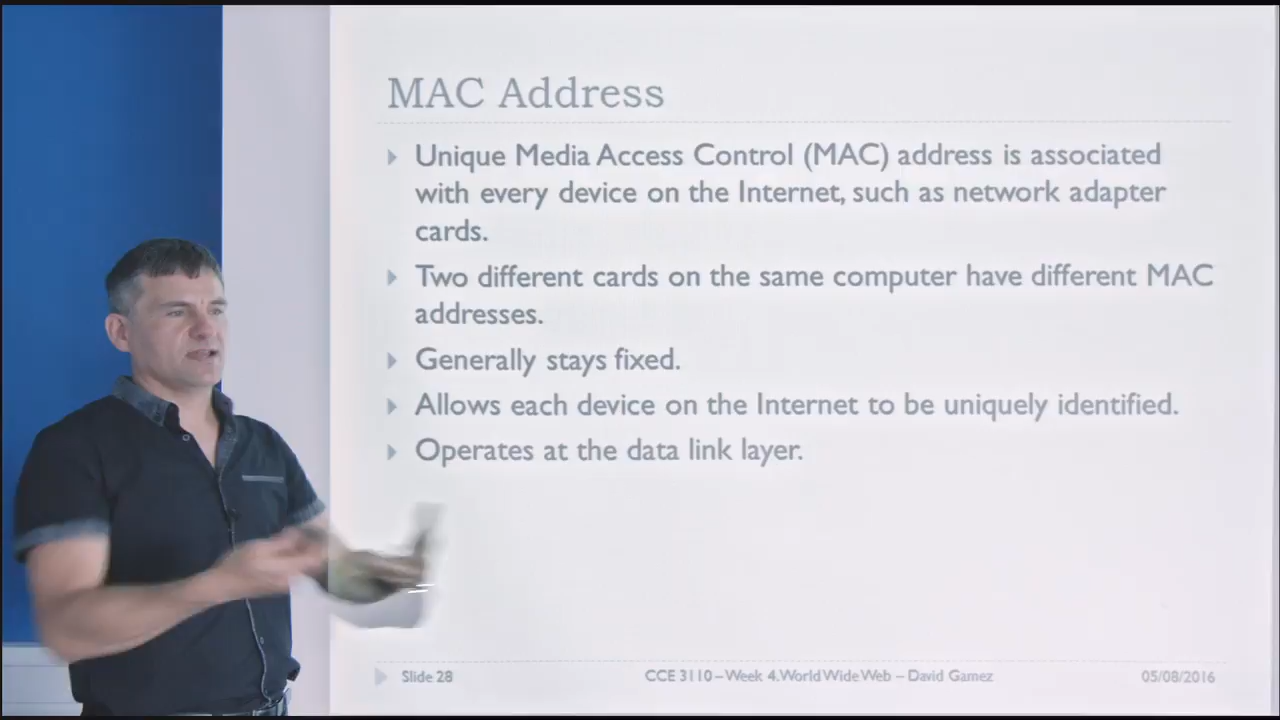 MAC Address
Unique Media Access Control (MAC) address is associated
with every device on the Internet, such as network adapter
cards.
Two different cards on the same computer have different MAC
addresses.
Generally stays fixed.
Allows each device on the Internet to be uniquely identified.
Operates at the data link layer.
Slide 28
CCE 3110 – Week 4.World Wide Web – David Gamez
05/08/2016